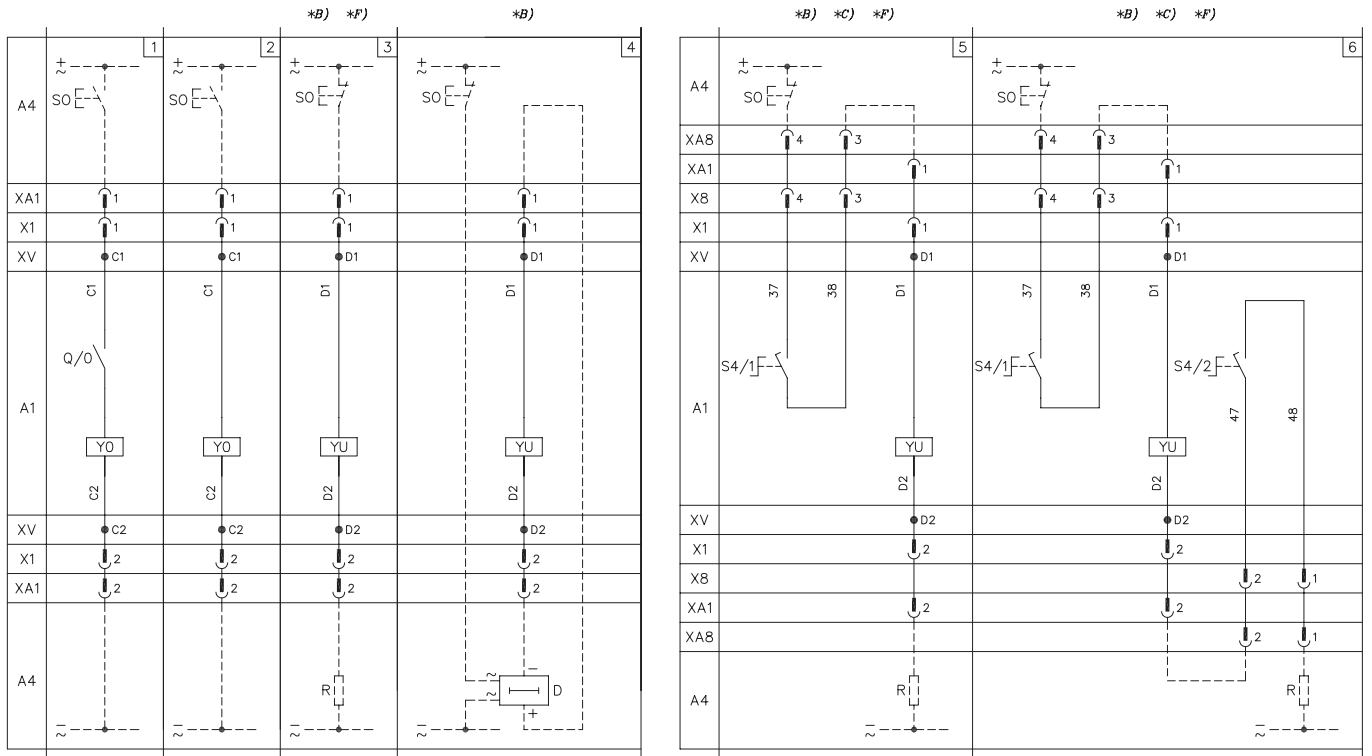 *B) *F) *B) *B) *C) *F) *B) *C) *F)
1 2 3 4 5 6
± ~ ± ~ ± ~ ± ~ ± ~ ± ~
A4 SO SO SO SO A4 SO SO
XA8 4 3 4 3
XA1 1 1
XA1 1 1 1 1 X8 4 3 4 3
X1 1 1 1 1 X1 1 1
XV C1 C1 D1 D1 XV D1 D1
C1 C1 D1 D1 37 38 D1 37 38 D1
Q/0 S4/1 S4/1 S4/2
A1 A1 47 48
YO YO YU YU YU YU
C2 C2 D2 D2 D2 D2
XV C2 C2 D2 D2 XV D2 D2
X1 2 2 2 2 X1 2 2
XA1 2 2 2 2 X8 2 1
XA1 2 2
XA8 2 1
A4 R ~ ~ − D + A4 R R
− ~ − ~ − ~ − ~ − ~ − ~